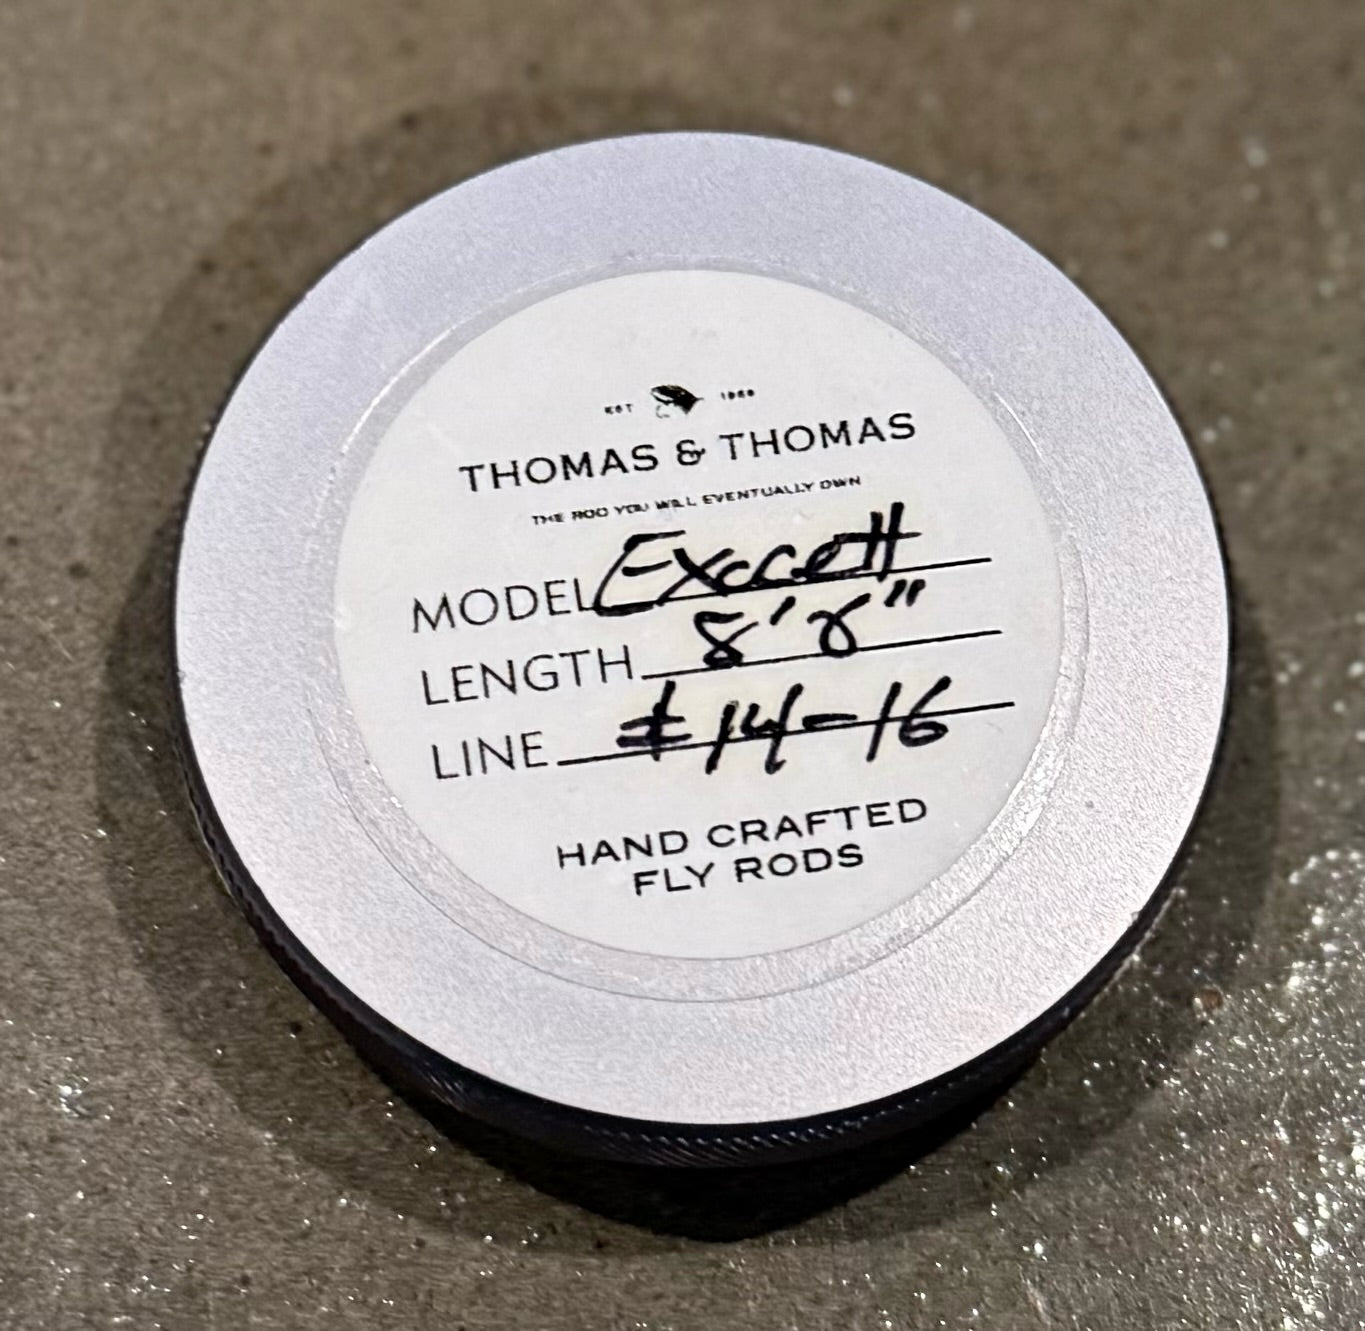 EST 1969
THOMAS & THOMAS
THE ROD YOU WILL EVENTUALLY OWN
MODEL Exocett
LENGTH 8'8"
LINE # 14-16
HAND CRAFTED
FLY RODS